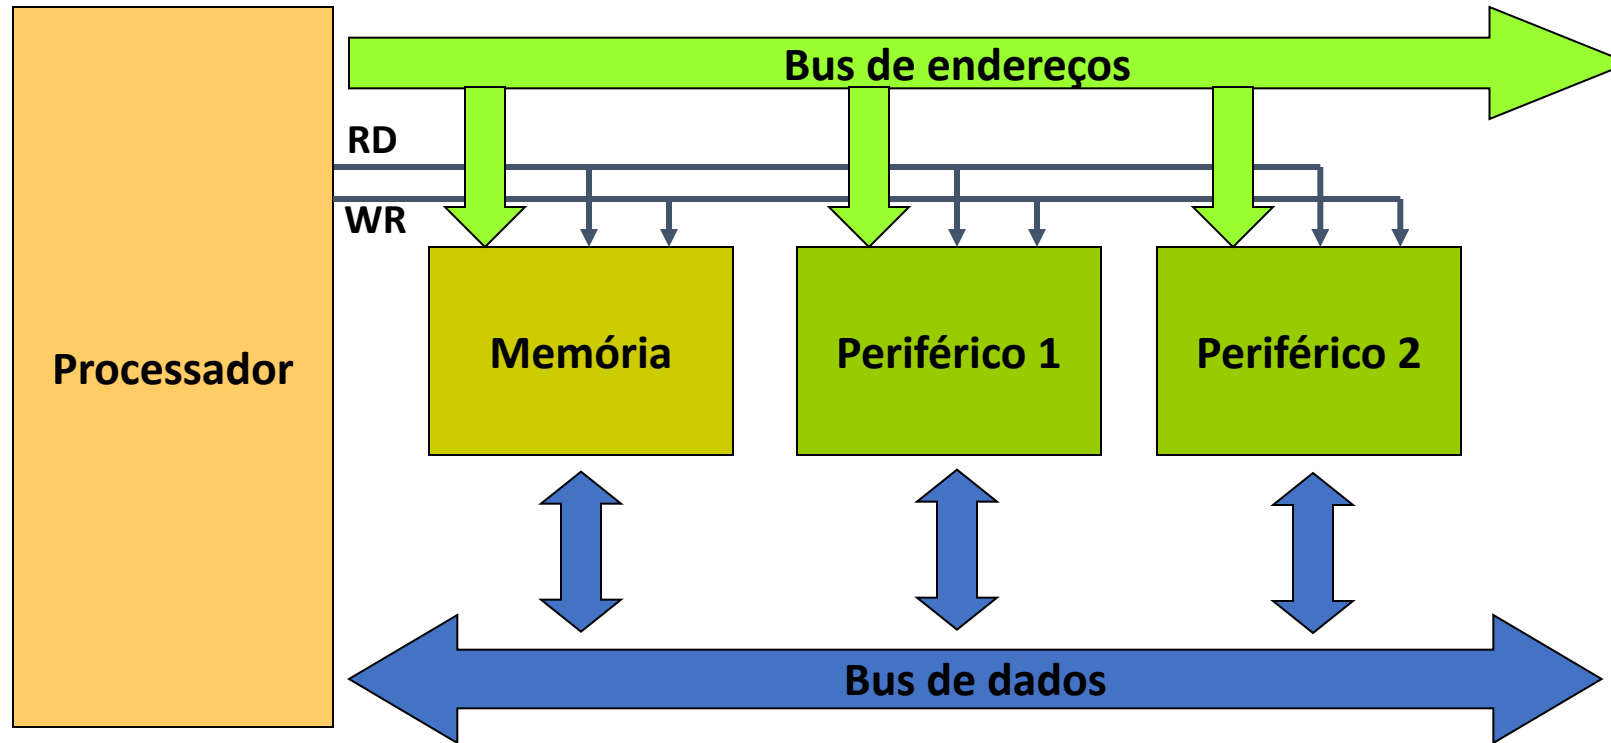 Bus de endereços
RD
WR
Processador
Memória
Periférico 1
Periférico 2
Bus de dados